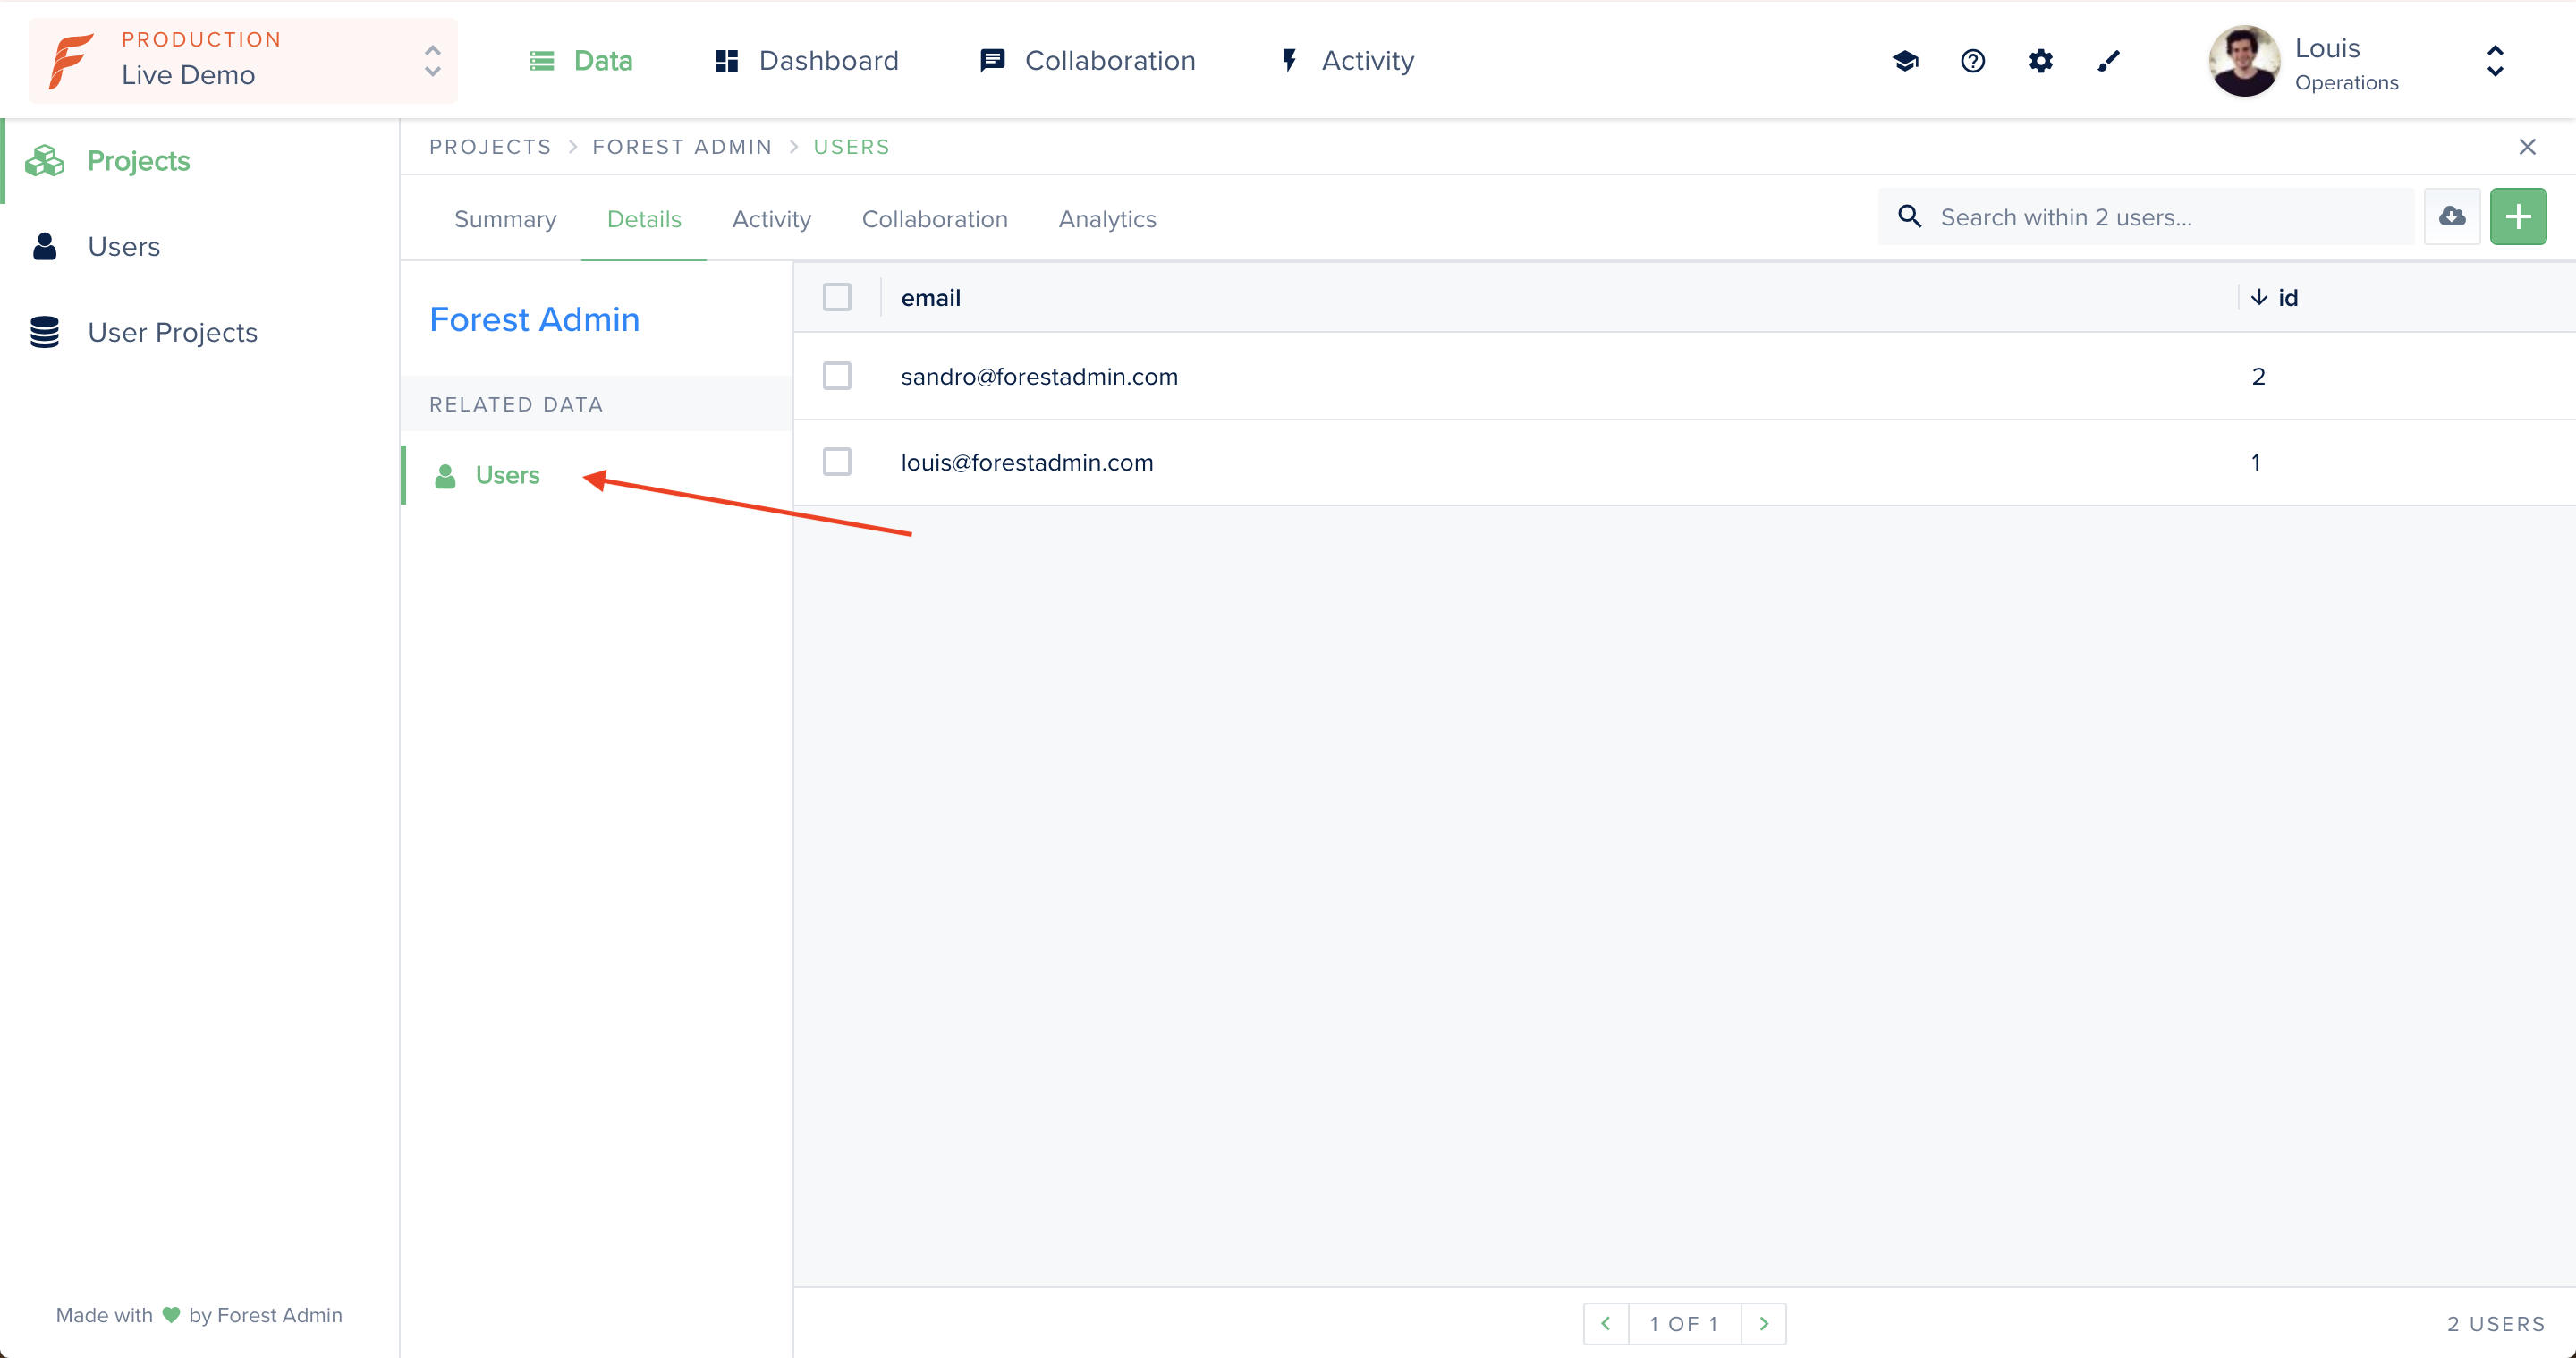 PRODUCTION
Live Demo
Data
Dashboard
Collaboration
Activity
Louis
Operations
Projects
Users
User Projects
PROJECTS
FOREST ADMIN
USERS
Summary
Details
Activity
Collaboration
Analytics
Search within 2 users...
Forest Admin
RELATED DATA
Users
email
id
sandro@forestadmin.com
2
louis@forestadmin.com
1
Made with by Forest Admin
1 OF 1
2 USERS